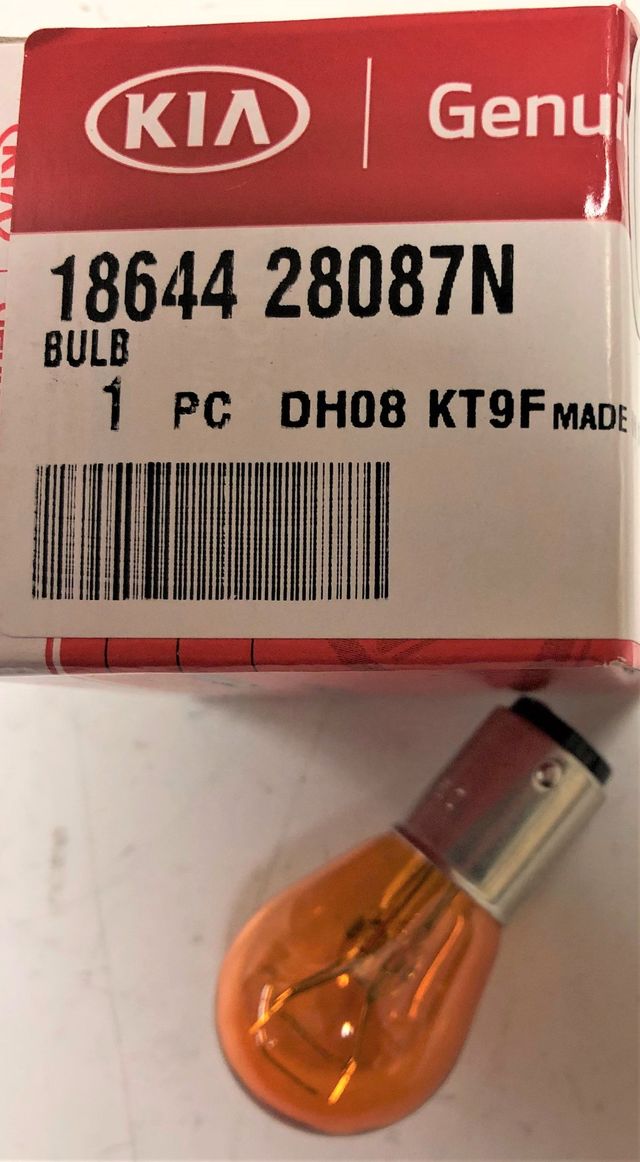 KIA Genui
18644 28087N
BULB
1 PC DH08 KT9F MADE